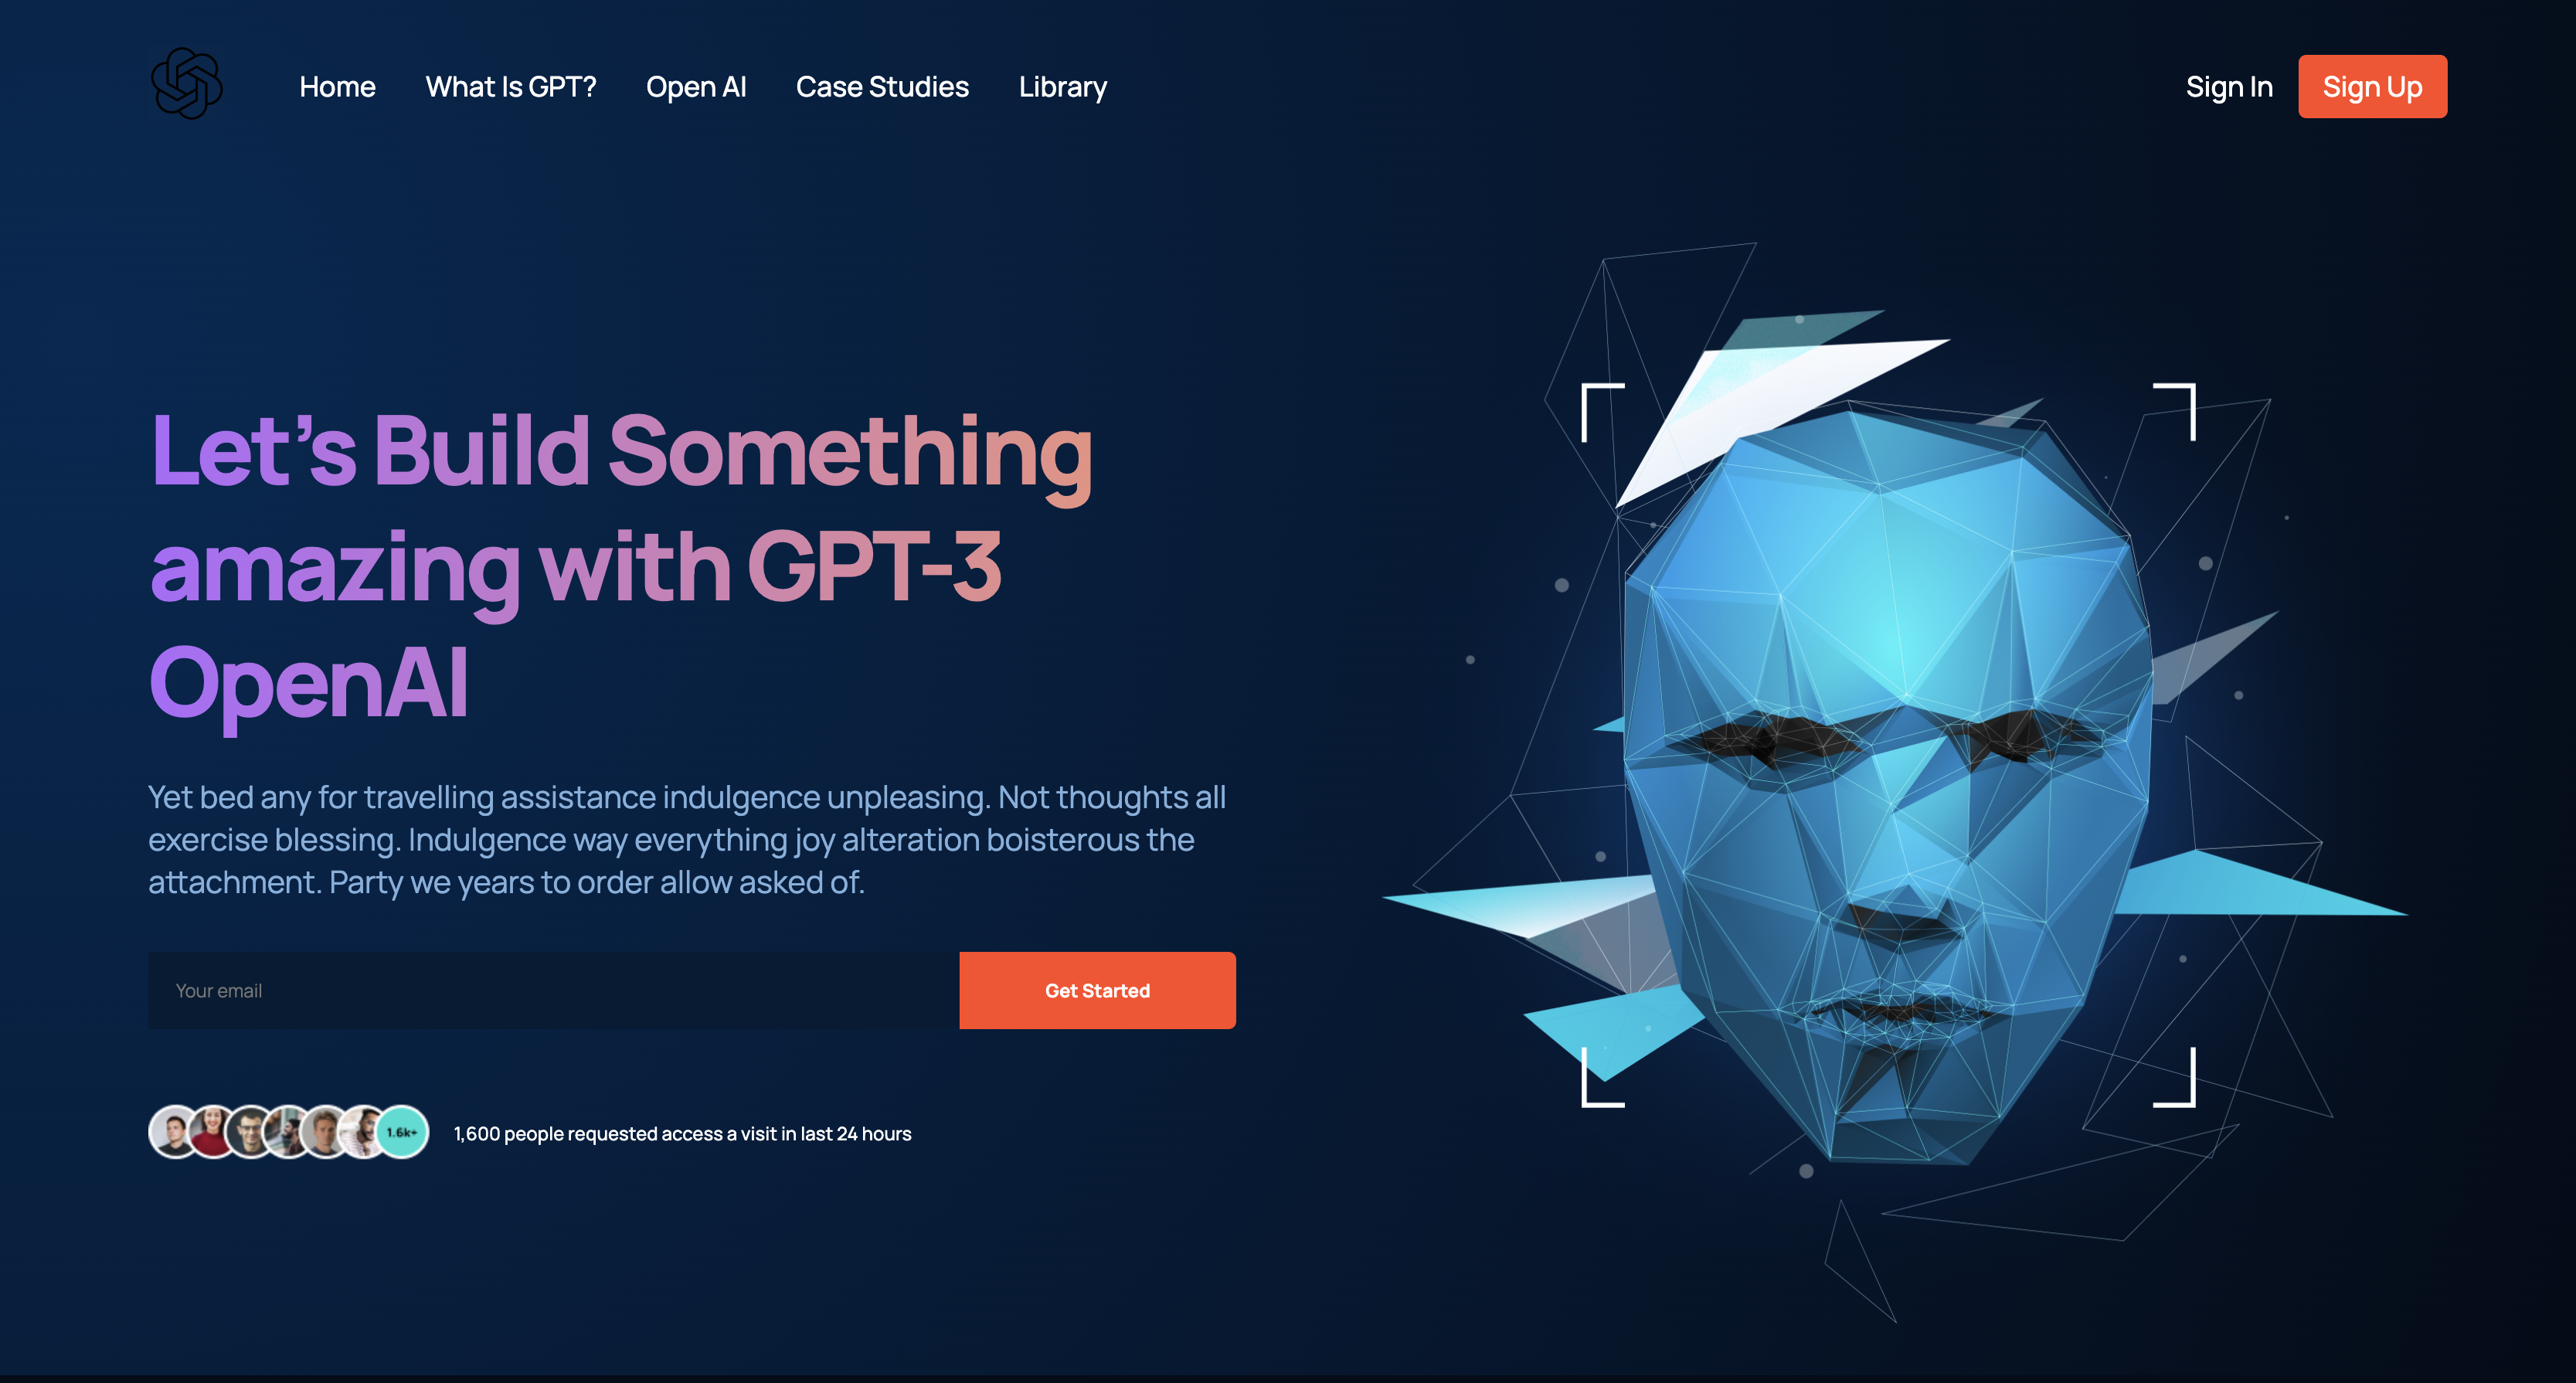 Home What Is GPT? Open AI Case Studies Library Sign In Sign Up
Let’s Build Something
amazing with GPT-3
OpenAI
Yet bed any for travelling assistance indulgence unpleasing. Not thoughts all
exercise blessing. Indulgence way everything joy alteration boisterous the
attachment. Party we years to order allow asked of.
Your email Get Started
1.6k+ 1,600 people requested access a visit in last 24 hours